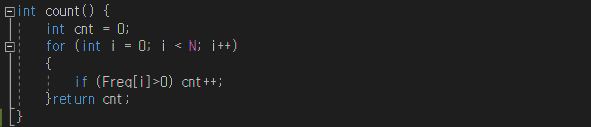 int count() {
int cnt = 0;
for (int i = 0; i < N; i++)
{
if (Freq[i]>0) cnt++;
}return cnt;
}